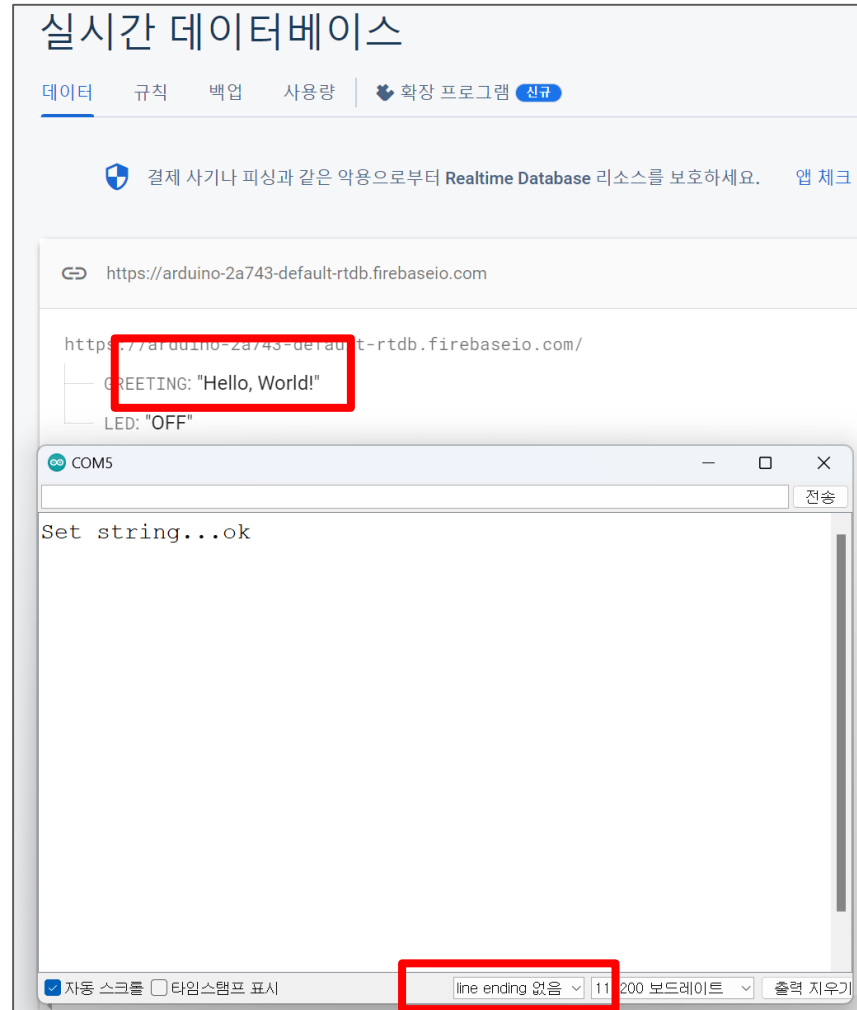 실시간 데이터베이스
데이터 규칙 백업 사용량 확장 프로그램 신규
결제 사기나 피싱과 같은 악용으로부터 Realtime Database 리소스를 보호하세요. 앱 체크
https://arduino-2a743-default-rtdb.firebaseio.com
https://arduino-2a743-default-rtdb.firebaseio.com/
GREETING: "Hello, World!"
LED: "OFF"
COM5
전송
Set string...ok
자동 스크롤 타임스탬프 표시 line ending 없음 115200 보드레이트 출력 지우기